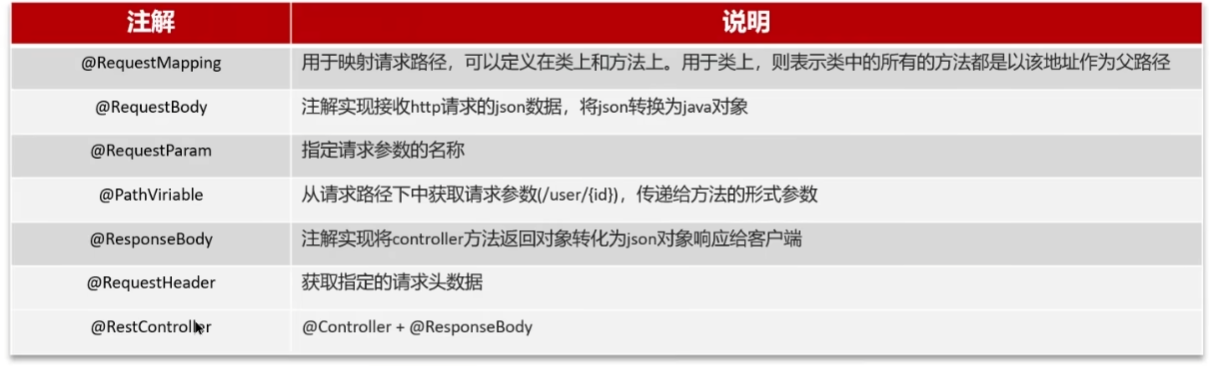 注解 说明
@RequestMapping 用于映射请求路径，可以定义在类上和方法上。用于类上，则表示类中的所有的方法都是以该地址作为父路径
@RequestBody 注解实现接收http请求的json数据，将json转换为java对象
@RequestParam 指定请求参数的名称
@PathViriable 从请求路径下中获取请求参数(/user/{id})，传递给方法的形式参数
@ResponseBody 注解实现将controller方法返回对象转化为json对象响应给客户端
@RequestHeader 获取指定的请求头数据
@RestController @Controller + @ResponseBody